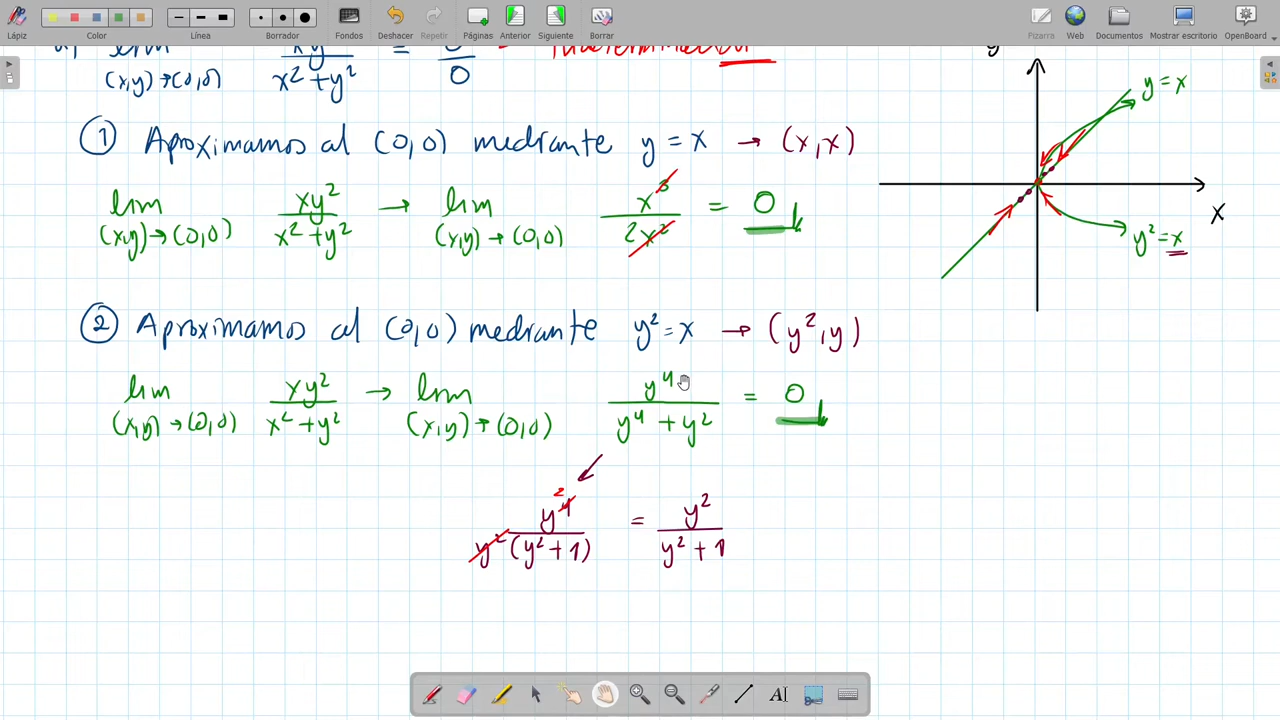 Lápiz Color Línea Borrador Fondos Deshacer Repetir Páginas Anterior Siguiente Borrar Pizarra Web Documentos Mostrar escritorio OpenBoard
(x,y)→(0,0) x²+y² = 0
y
y = x
① Aproximamos al (0,0) mediante y = x → (x,x)
lim xy² → lim x³ = 0
(x,y)→(0,0) x²+y² (x,y)→(0,0) 2x²
x
y² = x
② Aproximamos al (0,0) mediante y² = x → (y²,y)
lim xy² → lim y⁴ = 0
(x,y)→(0,0) x²+y² (x,y)→(0,0) y⁴ + y²
2
y⁴ = y²
y²(y²+1) y²+1
AI